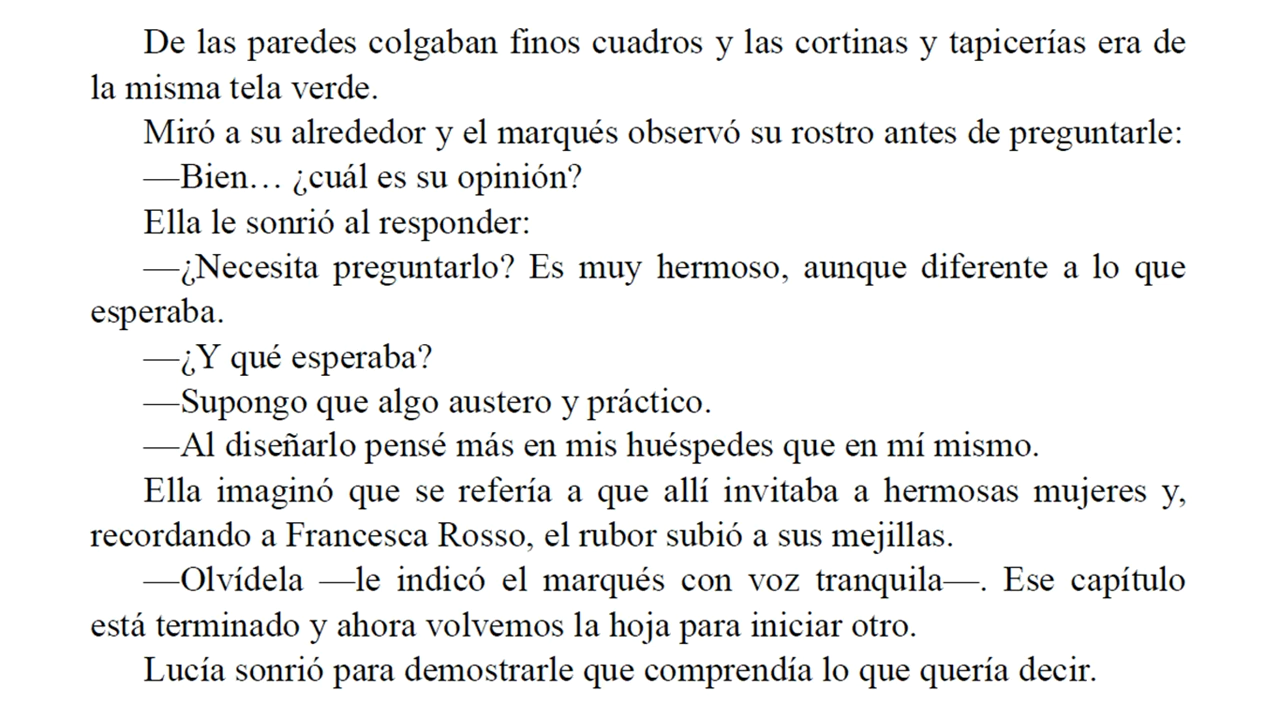 De las paredes colgaban finos cuadros y las cortinas y tapicerías era de
la misma tela verde.
Miró a su alrededor y el marqués observó su rostro antes de preguntarle:
—Bien… ¿cuál es su opinión?
Ella le sonrió al responder:
—¿Necesita preguntarlo? Es muy hermoso, aunque diferente a lo que
esperaba.
—¿Y qué esperaba?
—Supongo que algo austero y práctico.
—Al diseñarlo pensé más en mis huéspedes que en mí mismo.
Ella imaginó que se refería a que allí invitaba a hermosas mujeres y,
recordando a Francesca Rosso, el rubor subió a sus mejillas.
—Olvídela —le indicó el marqués con voz tranquila—. Ese capítulo
está terminado y ahora volvemos la hoja para iniciar otro.
Lucía sonrió para demostrarle que comprendía lo que quería decir.